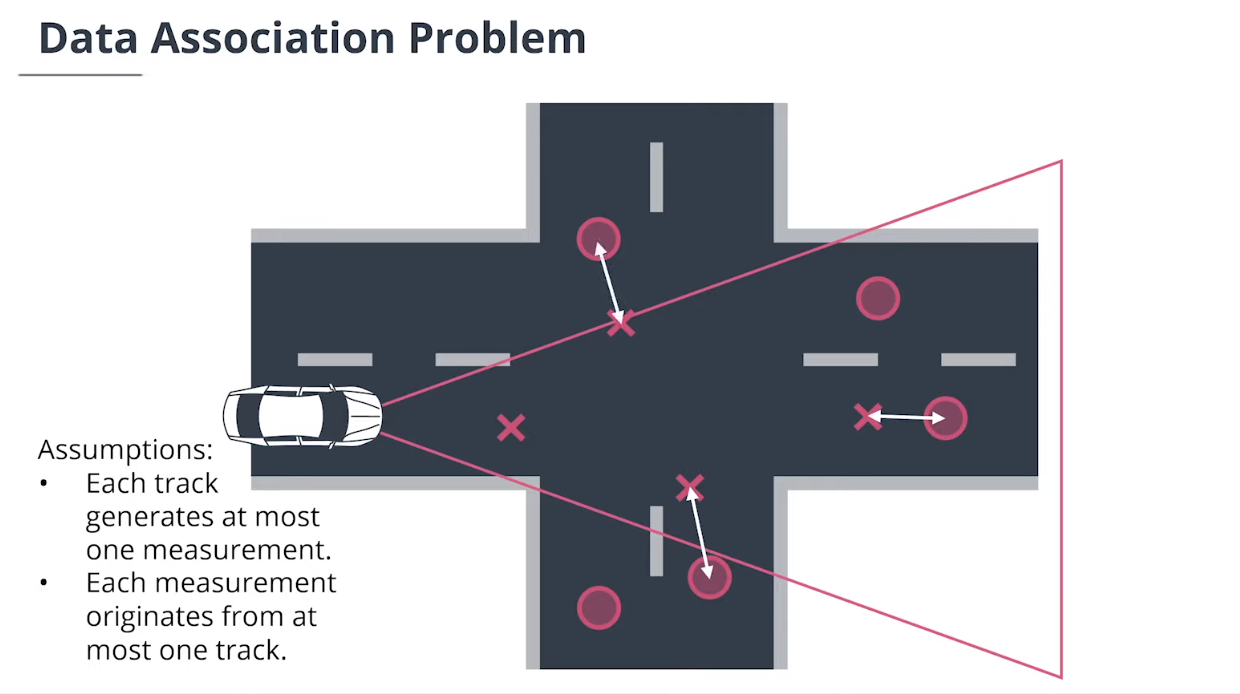 Data Association Problem
Assumptions:
• Each track
generates at most
one measurement.
• Each measurement
originates from at
most one track.